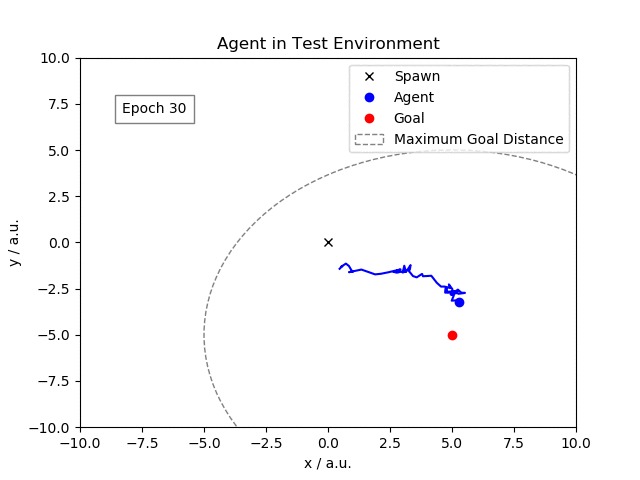 Agent in Test Environment
10.0
7.5
5.0
2.5
0.0
−2.5
−5.0
−7.5
−10.0
y / a.u.
Epoch 30
Spawn
Agent
Goal
Maximum Goal Distance
−10.0 −7.5 −5.0 −2.5 0.0 2.5 5.0 7.5 10.0
x / a.u.